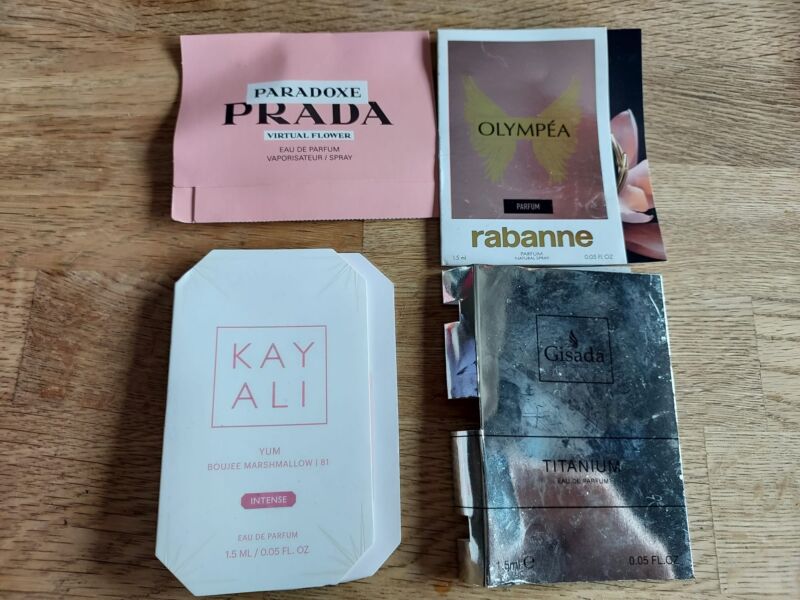 PARADOXE
PRADA
VIRTUAL FLOWER
EAU DE PARFUM
VAPORISATEUR / SPRAY
OLYMPÉA
PARFUM
rabanne
1.5 ml
PARFUM
NATURAL SPRAY
0.05 FL OZ
KAY
ALI
YUM
BOUJEE MARSHMALLOW | 81
INTENSE
EAU DE PARFUM
1.5 ML / 0.05 FL. OZ
Gisada
TITANIUM
EAU DE PARFUM
1.5ml ℮
0.05 FL.OZ